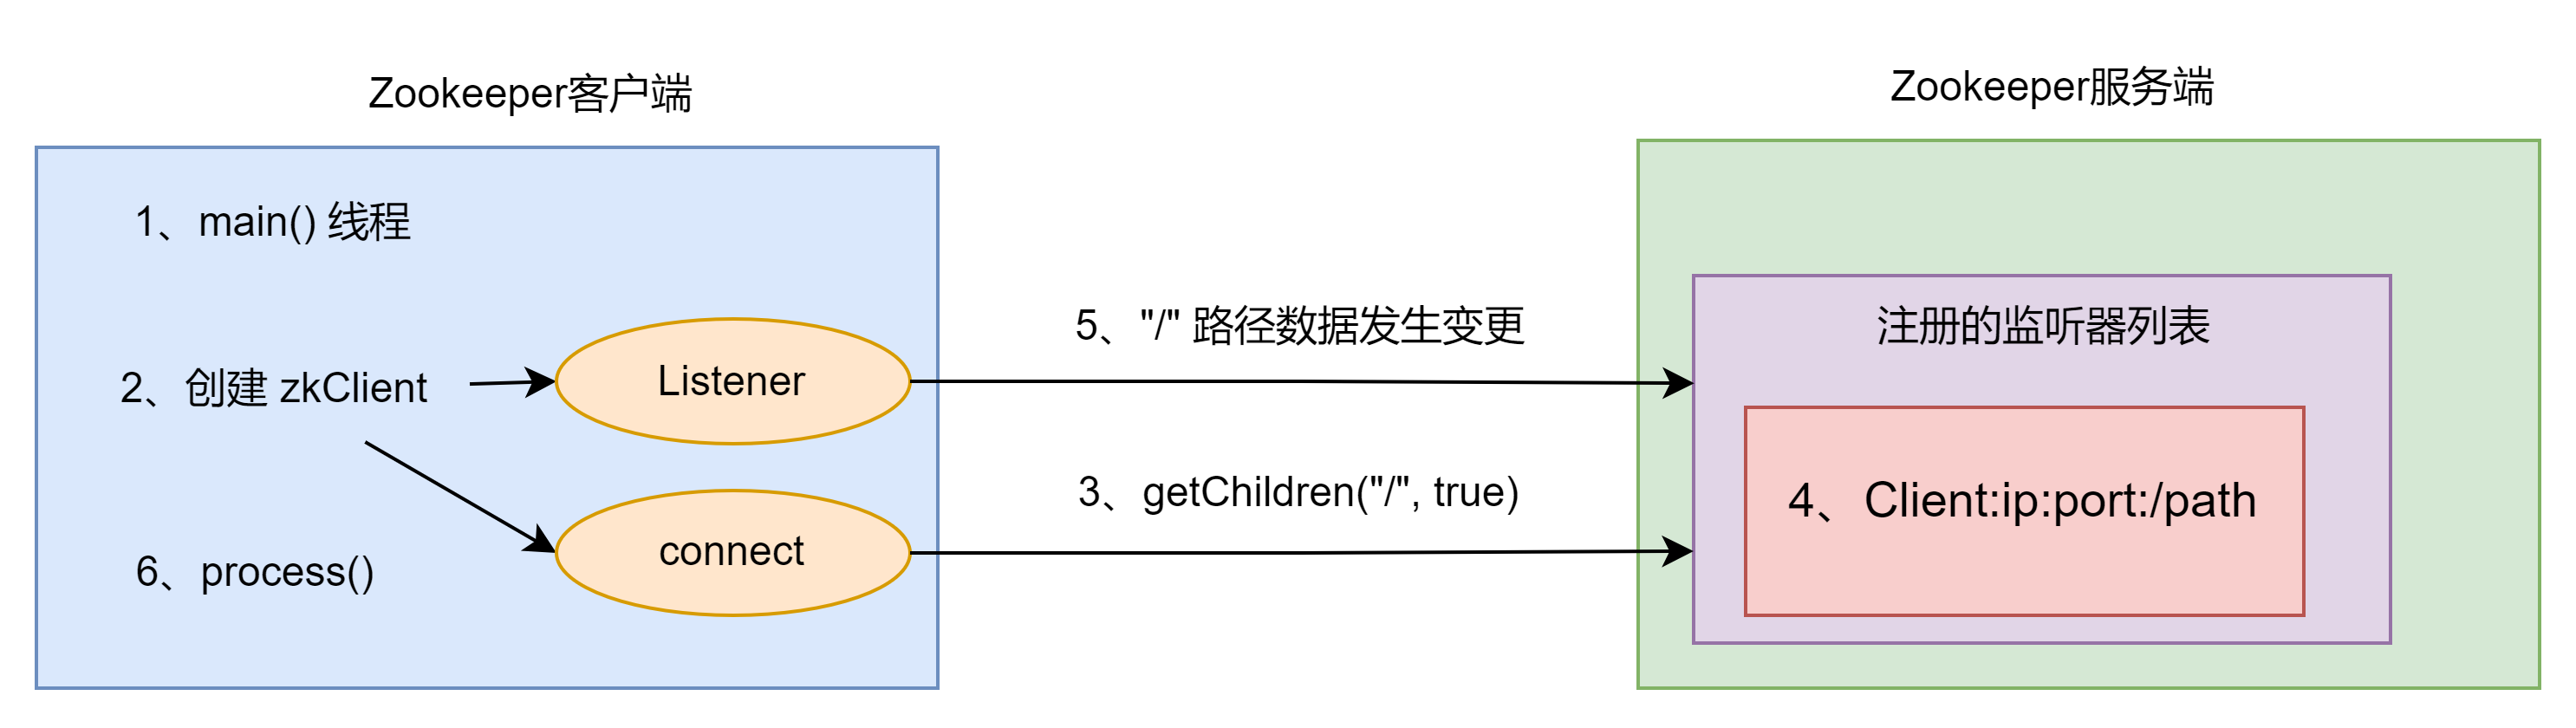 Zookeeper客户端
Zookeeper服务端
1、main() 线程
2、创建 zkClient
Listener
connect
6、process()
5、"/" 路径数据发生变更
3、getChildren("/", true)
注册的监听器列表
4、Client:ip:port:/path